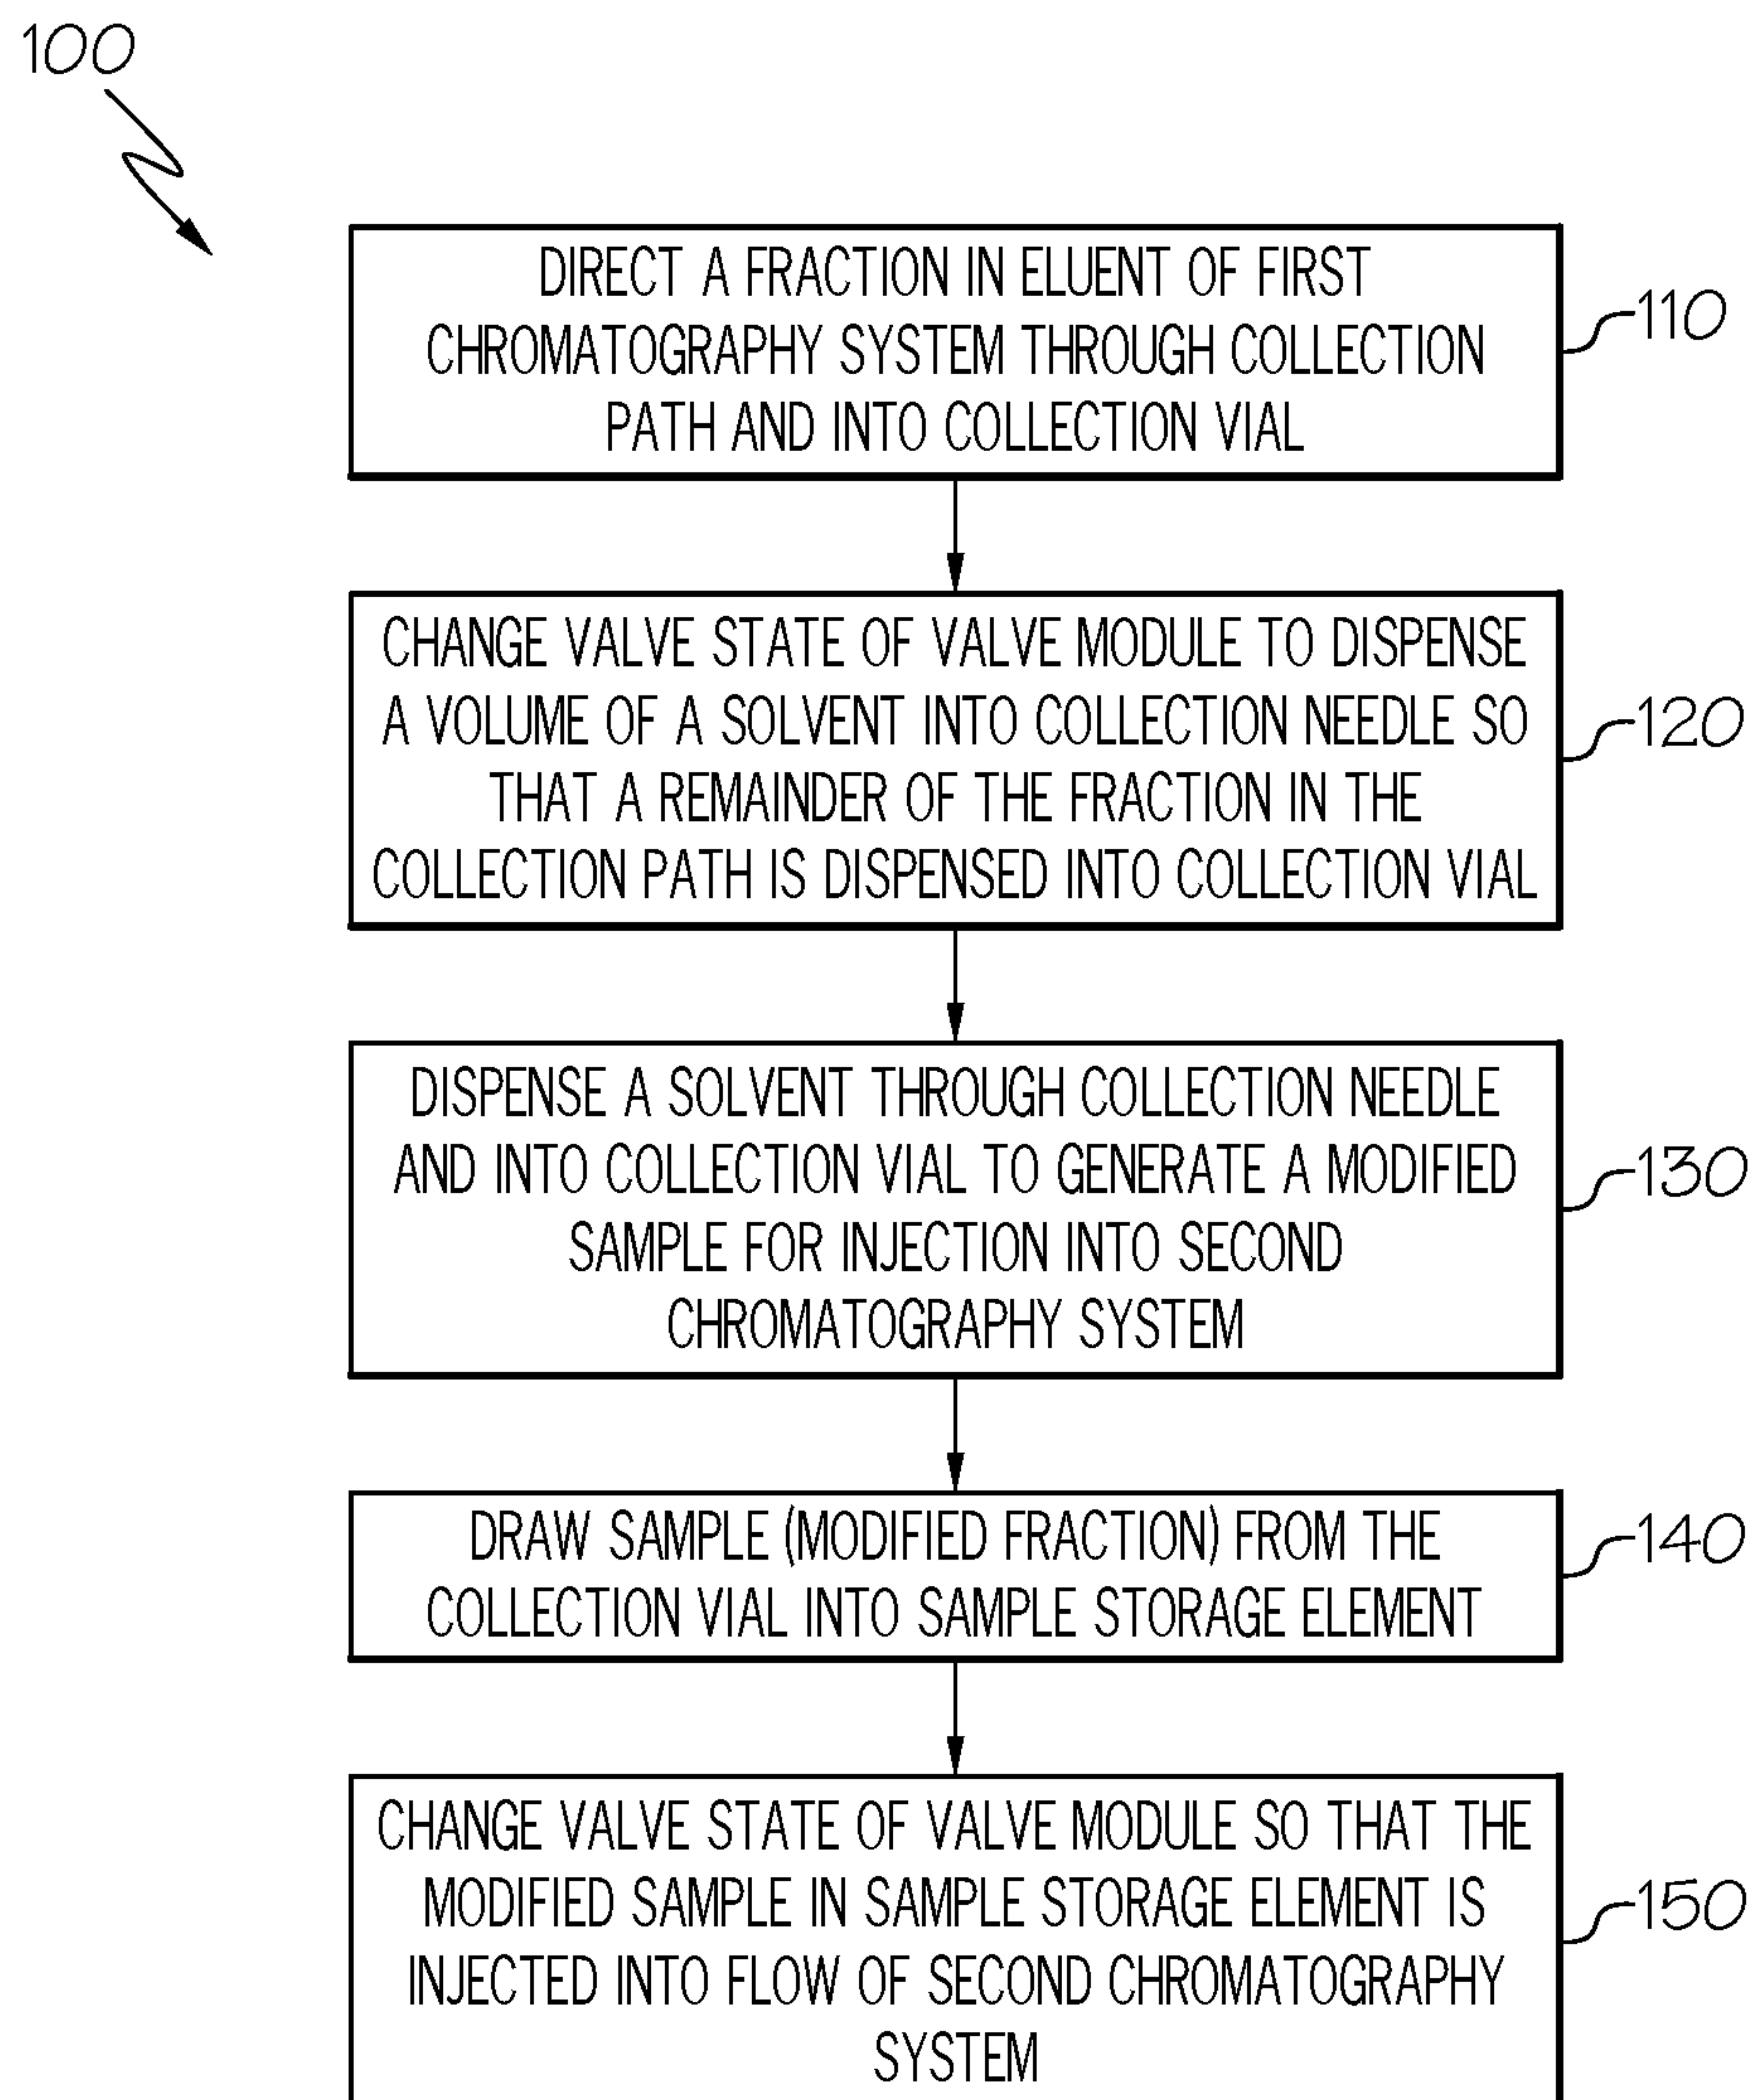 100
DIRECT A FRACTION IN ELUENT OF FIRST
CHROMATOGRAPHY SYSTEM THROUGH COLLECTION
PATH AND INTO COLLECTION VIAL
110
CHANGE VALVE STATE OF VALVE MODULE TO DISPENSE
A VOLUME OF A SOLVENT INTO COLLECTION NEEDLE SO
THAT A REMAINDER OF THE FRACTION IN THE
COLLECTION PATH IS DISPENSED INTO COLLECTION VIAL
120
DISPENSE A SOLVENT THROUGH COLLECTION NEEDLE
AND INTO COLLECTION VIAL TO GENERATE A MODIFIED
SAMPLE FOR INJECTION INTO SECOND
CHROMATOGRAPHY SYSTEM
130
DRAW SAMPLE (MODIFIED FRACTION) FROM THE
COLLECTION VIAL INTO SAMPLE STORAGE ELEMENT
140
CHANGE VALVE STATE OF VALVE MODULE SO THAT THE
MODIFIED SAMPLE IN SAMPLE STORAGE ELEMENT IS
INJECTED INTO FLOW OF SECOND CHROMATOGRAPHY
SYSTEM
150